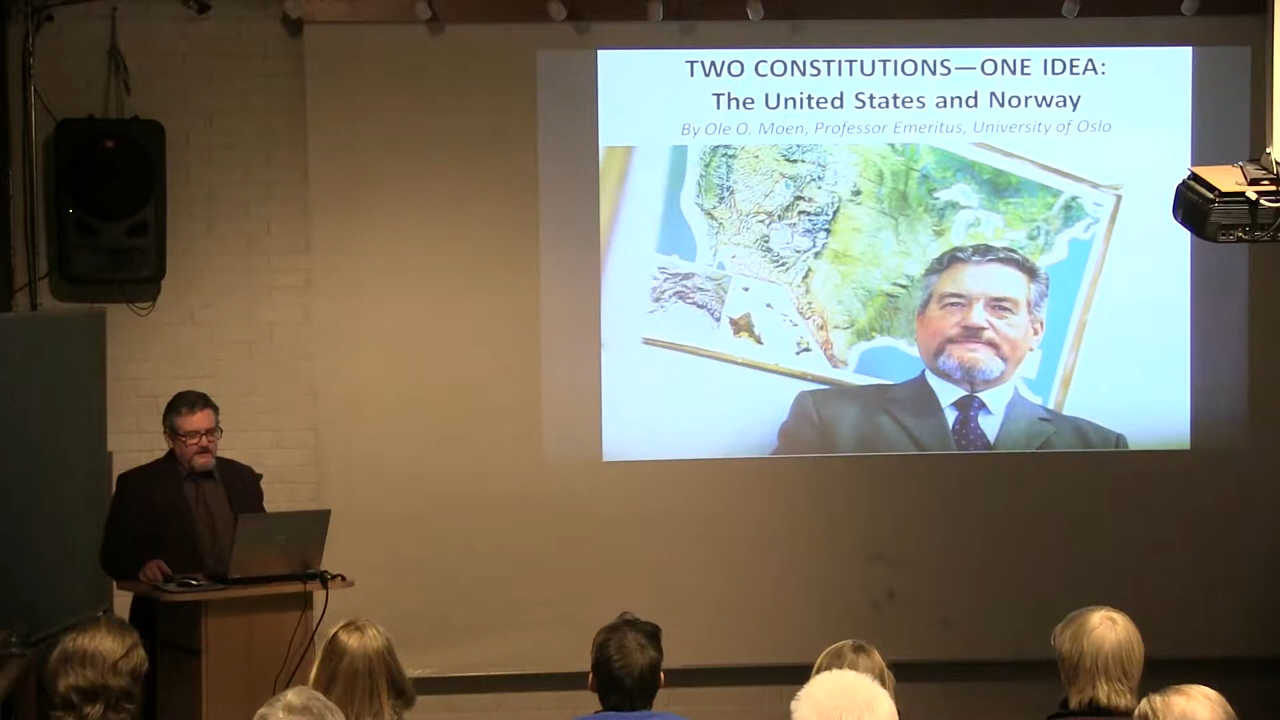 TWO CONSTITUTIONS—ONE IDEA:
The United States and Norway
By Ole O. Moen, Professor Emeritus, University of Oslo